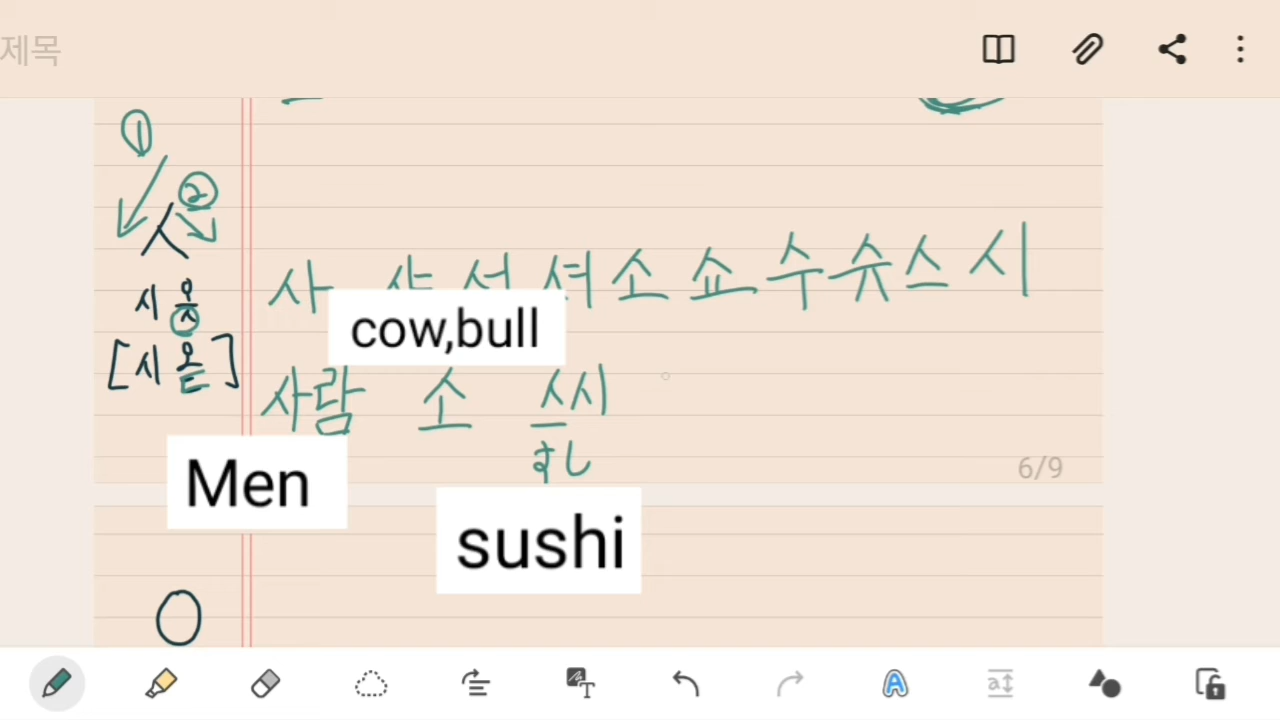 제목
①
②
人
사 샤 서 셔 소 쇼 수 슈 스 시
시옷
cow,bull
[시옫]
사람 소 스시
すし
Men
6/9
sushi
O